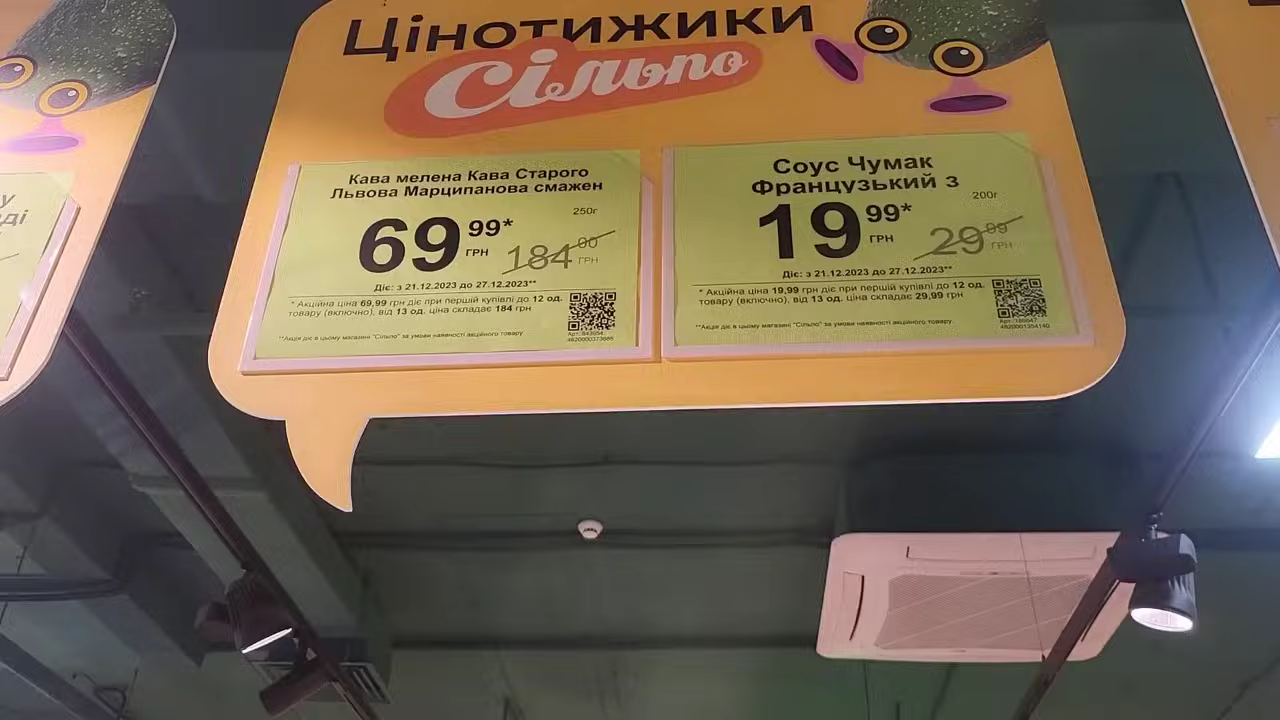 Цінотижики
Сільпо
Кава мелена Кава Старого
Львова Марципанова смажен
250г
69 99*
ГРН
184 90
ГРН
Діє: з 21.12.2023 до 27.12.2023**
* Акційна ціна 69,99 грн діє при першій купівлі до 12 од.
товару (включно), від 13 од. ціна складає 184 грн
**Акція діє в цьому магазині "Сільпо" за умови наявності акційного товару.
Соус Чумак
Французький З
200г
19 99*
ГРН
29 99
ГРН
Діє: з 21.12.2023 до 27.12.2023**
* Акційна ціна 19,99 грн діє при першій купівлі до 12 од.
товару (включно), від 13 од. ціна складає 29,99 грн
**Акція діє в цьому магазині "Сільпо" за умови наявності акційного товару.
у
ді